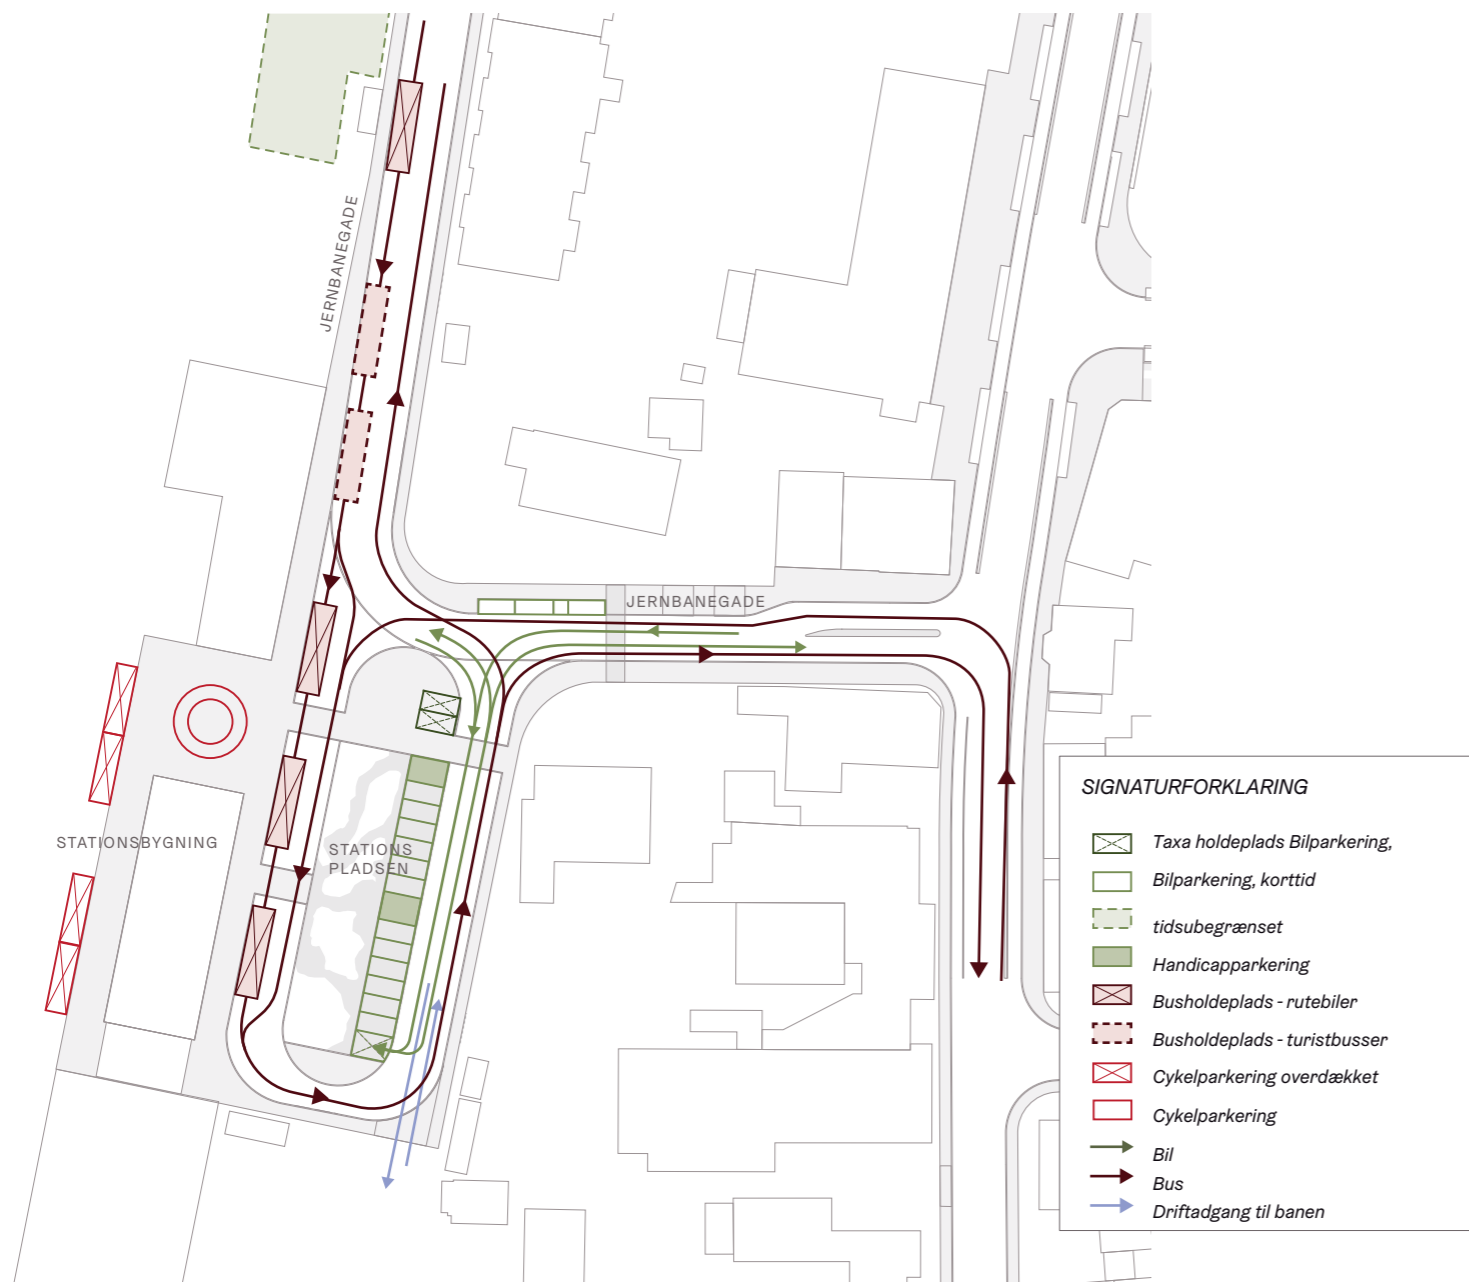 JERNBANEGADE
JERNBANEGADE
STATIONSBYGNING
STATIONS
PLADSEN
SIGNATURFORKLARING
Taxa holdeplads Bilparkering,
Bilparkering, korttid
tidsubegrænset
Handicapparkering
Busholdeplads - rutebiler
Busholdeplads - turistbusser
Cykelparkering overdækket
Cykelparkering
Bil
Bus
Driftadgang til banen